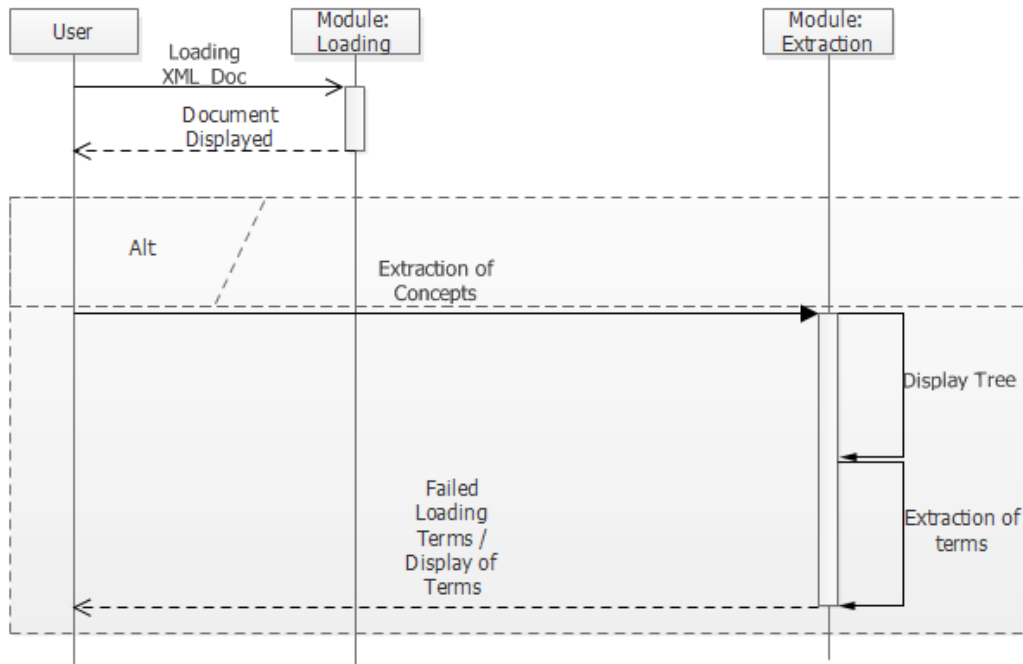 User
Module:
Loading
Module:
Extraction
Loading
XML_Doc
Document
Displayed
Alt
Extraction of
Concepts
Display Tree
Failed
Loading
Terms /
Display of
Terms
Extraction of
terms